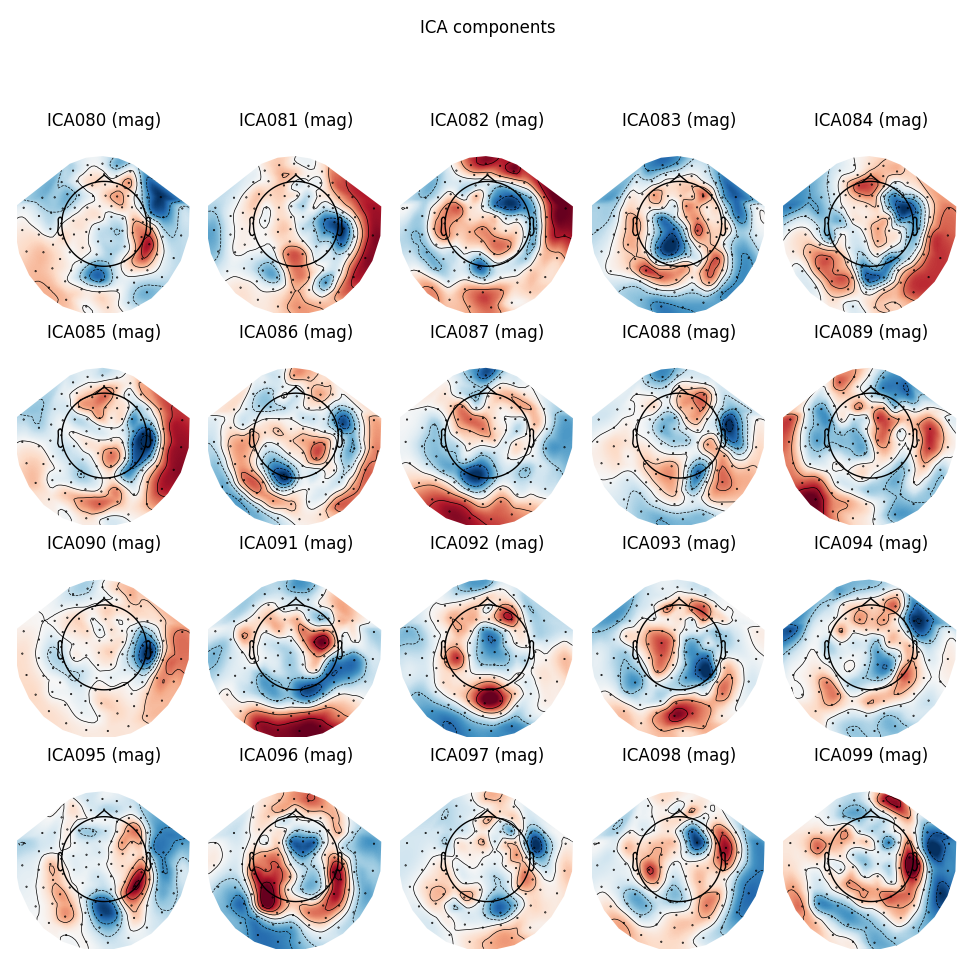 ICA components
ICA080 (mag) ICA081 (mag) ICA082 (mag) ICA083 (mag) ICA084 (mag)
ICA085 (mag) ICA086 (mag) ICA087 (mag) ICA088 (mag) ICA089 (mag)
ICA090 (mag) ICA091 (mag) ICA092 (mag) ICA093 (mag) ICA094 (mag)
ICA095 (mag) ICA096 (mag) ICA097 (mag) ICA098 (mag) ICA099 (mag)